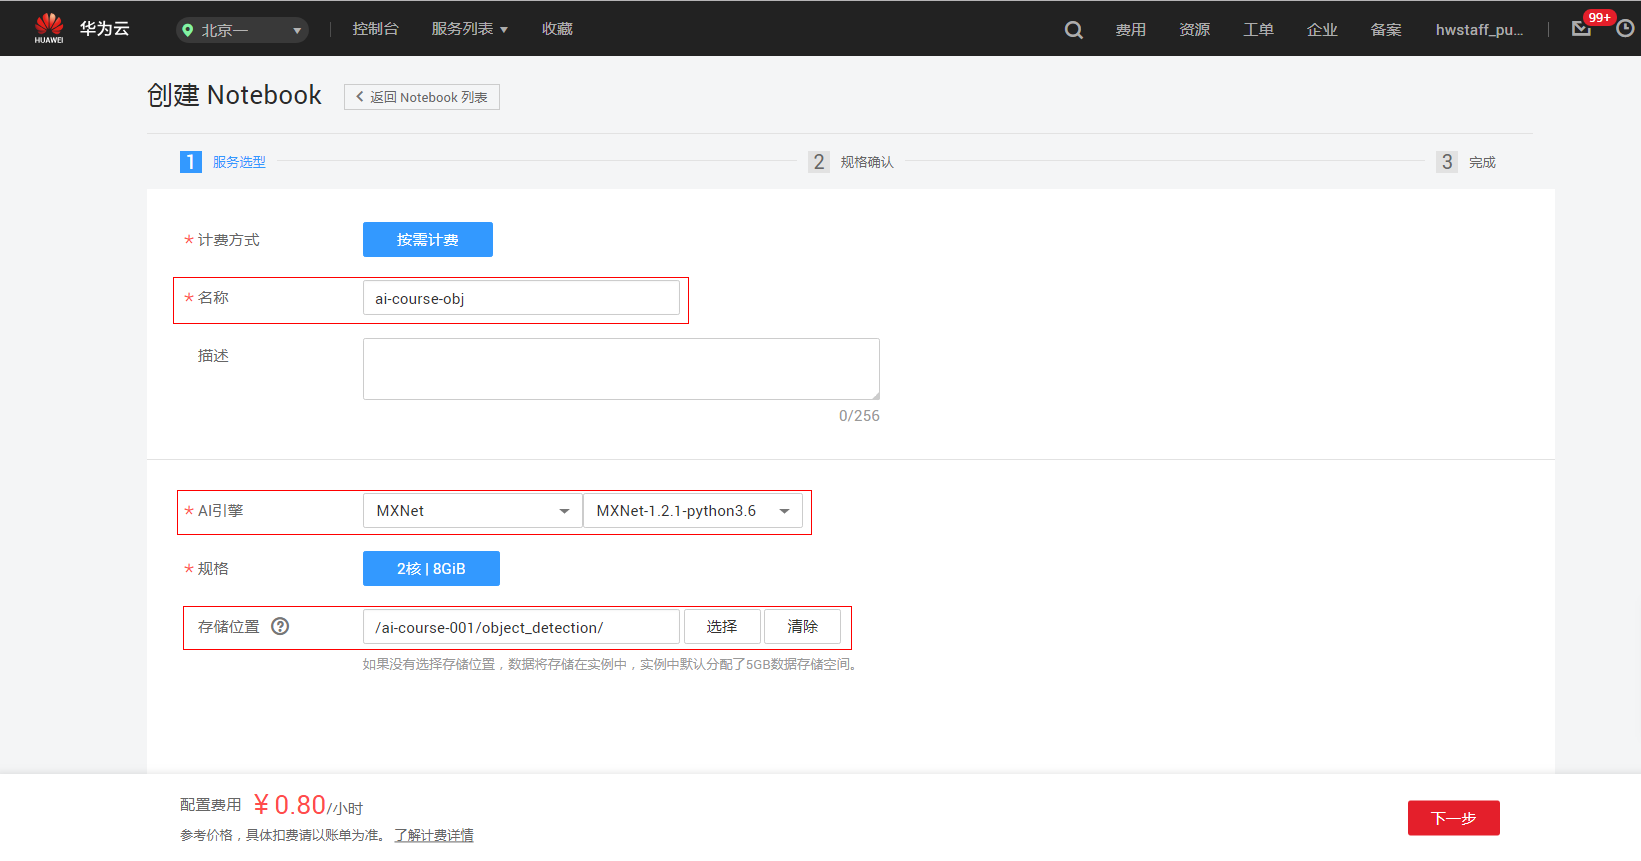 HUAWEI 华为云 北京一 控制台 服务列表 收藏 费用 资源 工单 企业 备案 hwstaff_pu... 99+
创建 Notebook 返回 Notebook 列表
1 服务选型 2 规格确认 3 完成
* 计费方式 按需计费
* 名称 ai-course-obj
描述
0/256
* AI引擎 MXNet MXNet-1.2.1-python3.6
* 规格 2核 | 8GiB
存储位置 ? /ai-course-001/object_detection/ 选择 清除
如果没有选择存储位置，数据将存储在实例中，实例中默认分配了5GB数据存储空间。
配置费用 ¥ 0.80/小时
参考价格，具体扣费请以账单为准。 了解计费详情
下一步